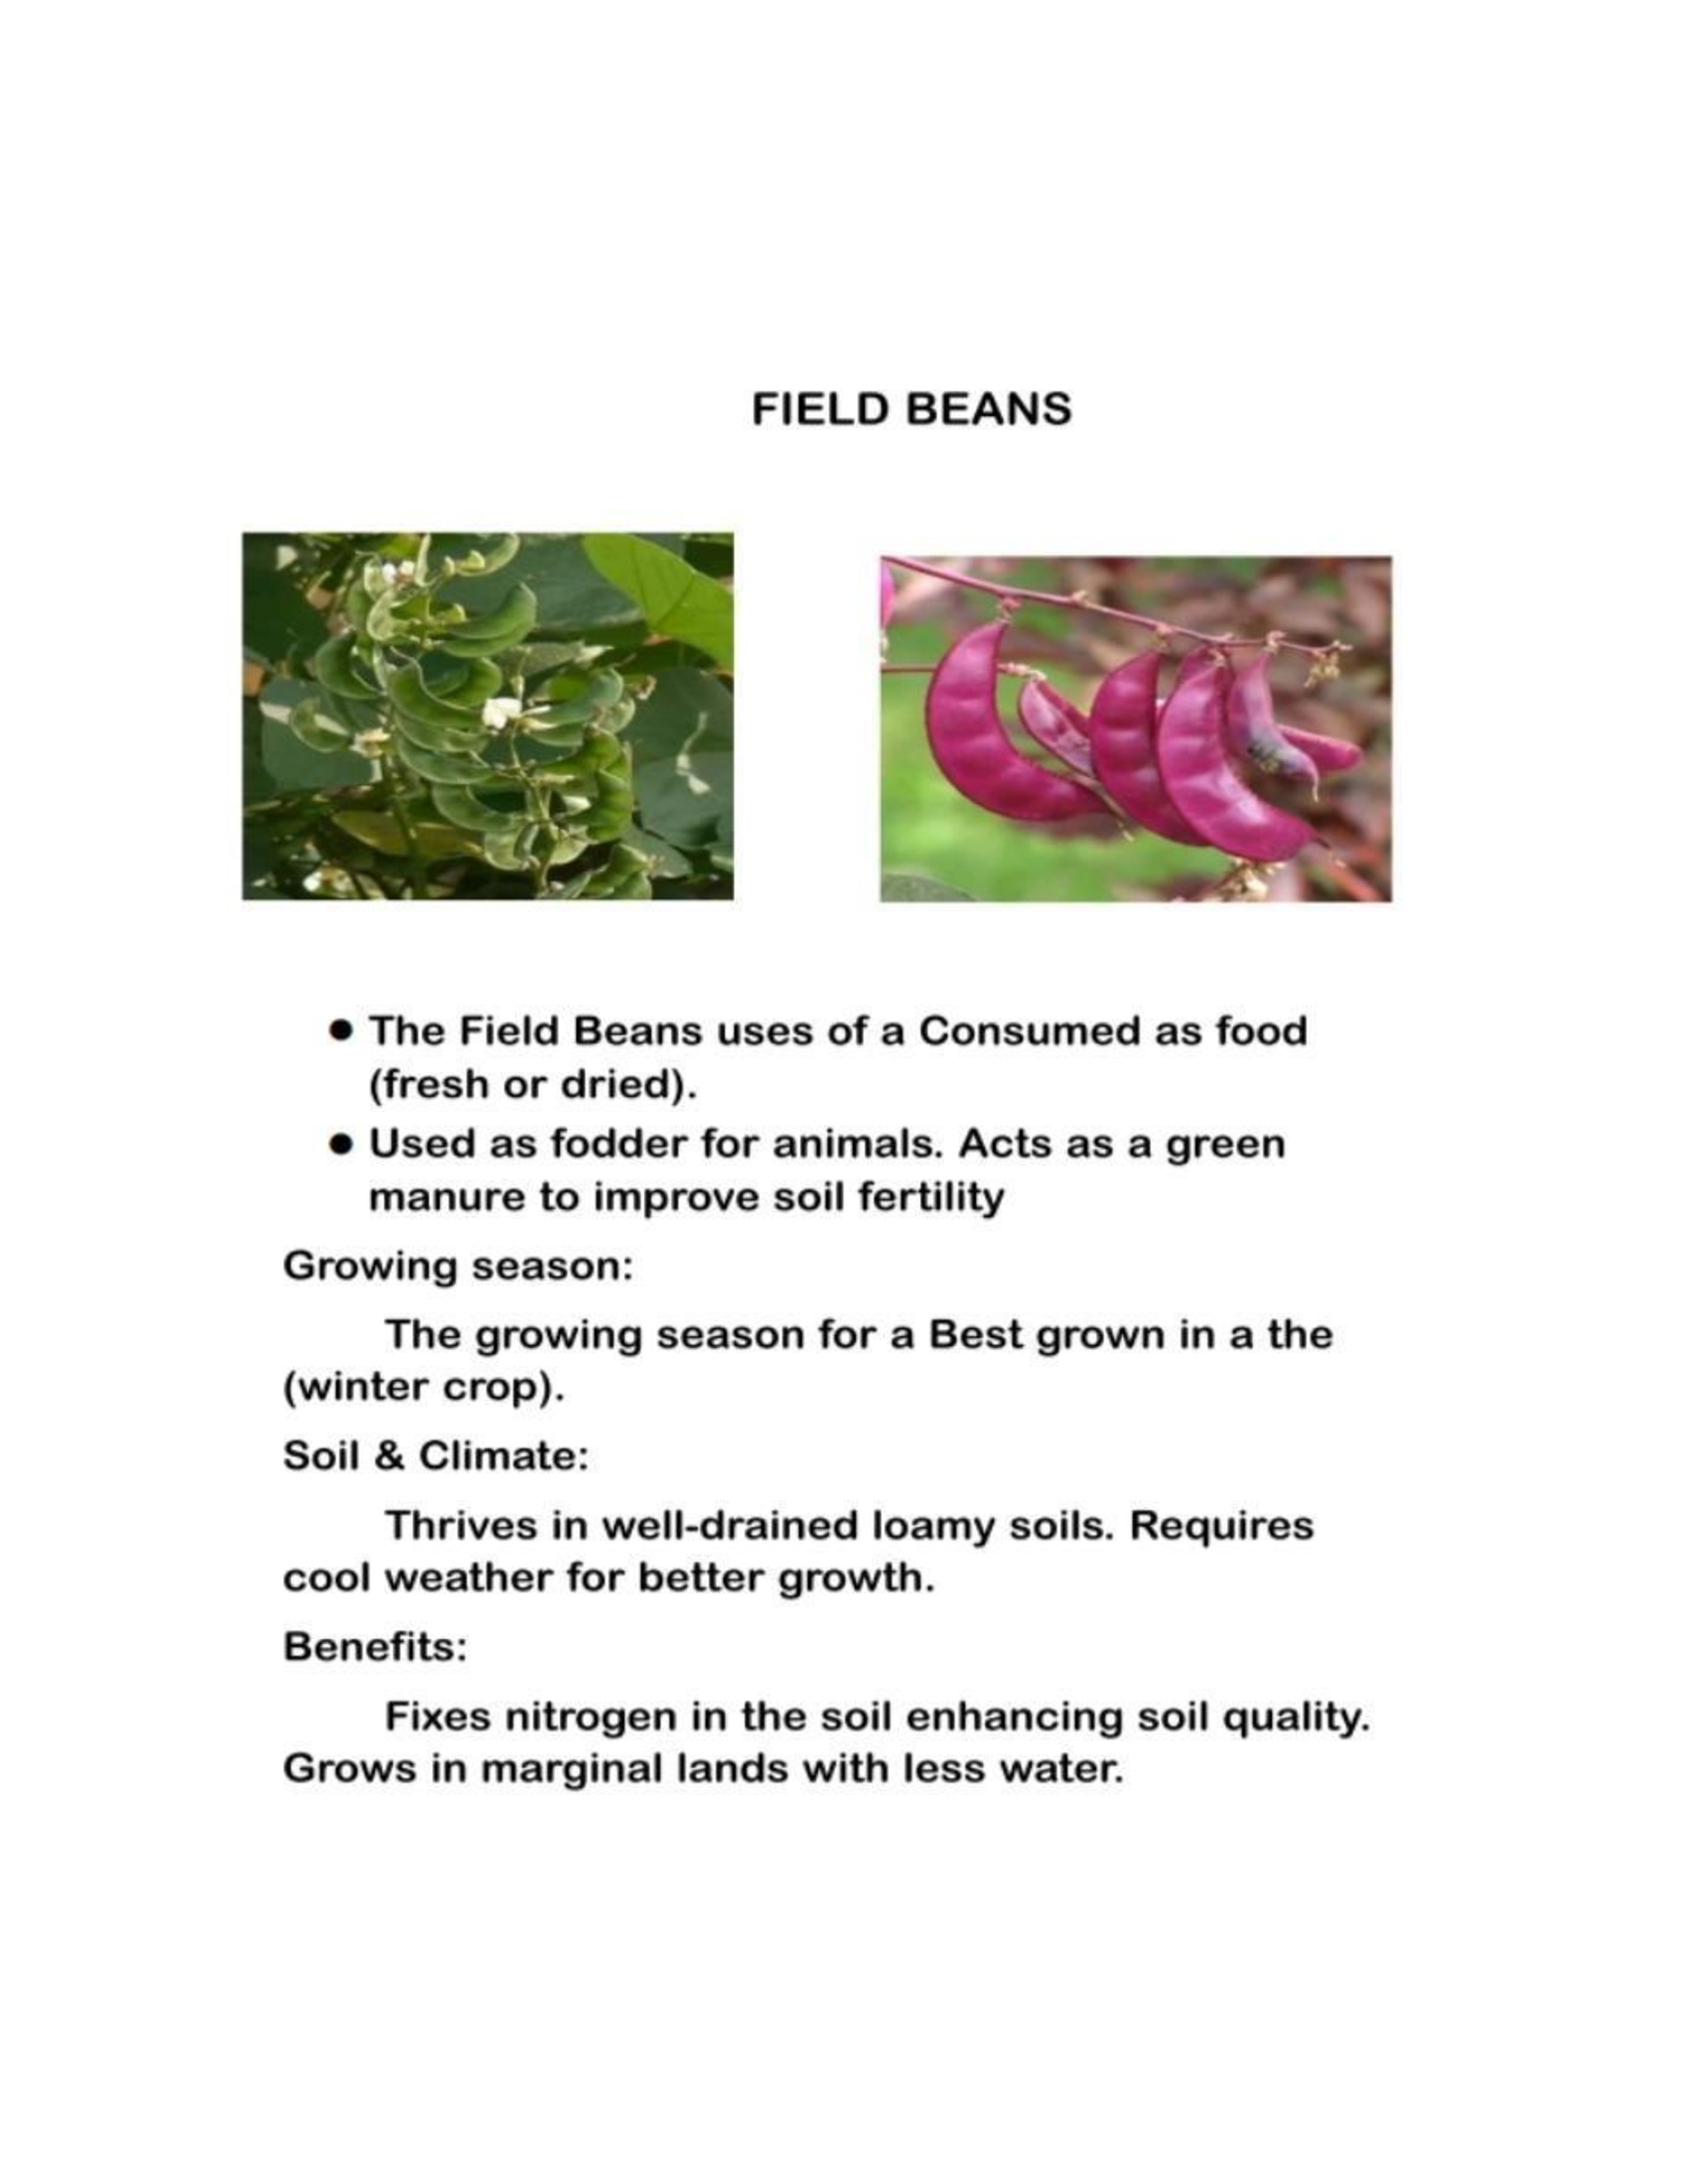 FIELD BEANS
● The Field Beans uses of a Consumed as food
(fresh or dried).
● Used as fodder for animals. Acts as a green
manure to improve soil fertility
Growing season:
The growing season for a Best grown in a the
(winter crop).
Soil & Climate:
Thrives in well-drained loamy soils. Requires
cool weather for better growth.
Benefits:
Fixes nitrogen in the soil enhancing soil quality.
Grows in marginal lands with less water.